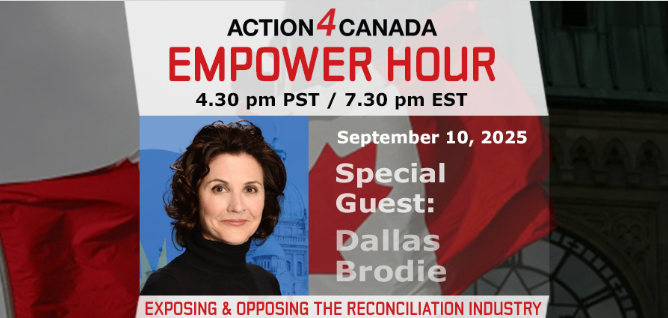 ACTION4CANADA
EMPOWER HOUR
4.30 pm PST / 7.30 pm EST
September 10, 2025
Special
Guest:
Dallas
Brodie
EXPOSING & OPPOSING THE RECONCILIATION INDUSTRY